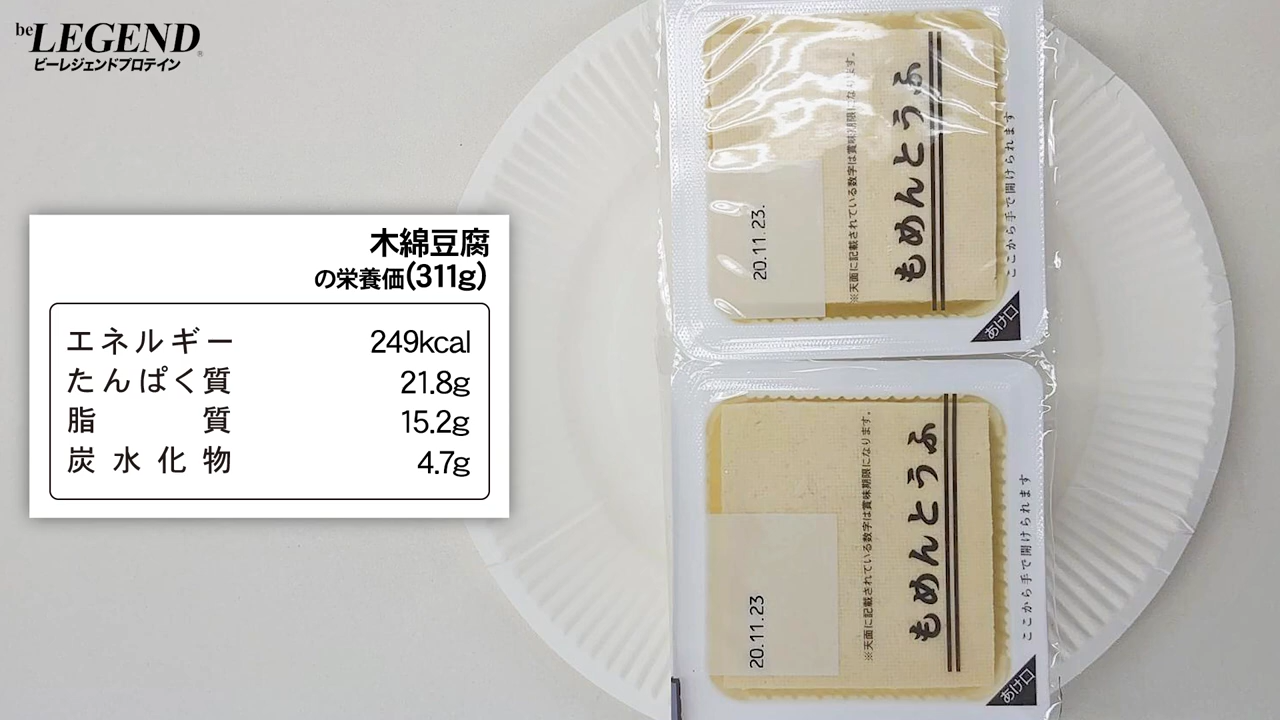 be LEGEND
ビーレジェンドプロテイン
木綿豆腐
の栄養価(311g)
エネルギー 249kcal
たんぱく質 21.8g
脂質 15.2g
炭水化物 4.7g
もめんとうふ
※天面に記載されている数字は賞味期限になります。
20.11.23.
ここから手で開けられます
あけ口
もめんとうふ
※天面に記載されている数字は賞味期限になります。
20.11.23
ここから手で開けられます
あけ口